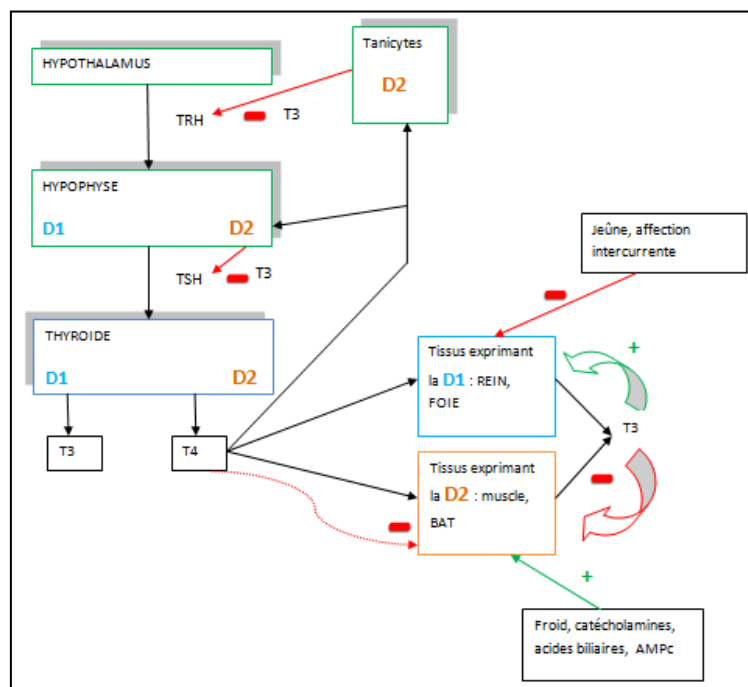 Tanicytes
D2
HYPOTHALAMUS
TRH
T3
HYPOPHYSE
D1 D2
TSH
T3
Jeûne, affection
intercurrente
THYROIDE
D1 D2
Tissus exprimant
la D1 : REIN,
FOIE
+
T3
T4
T3
Tissus exprimant
la D2 : muscle,
BAT
+
Froid, catécholamines,
acides biliaires, AMPc